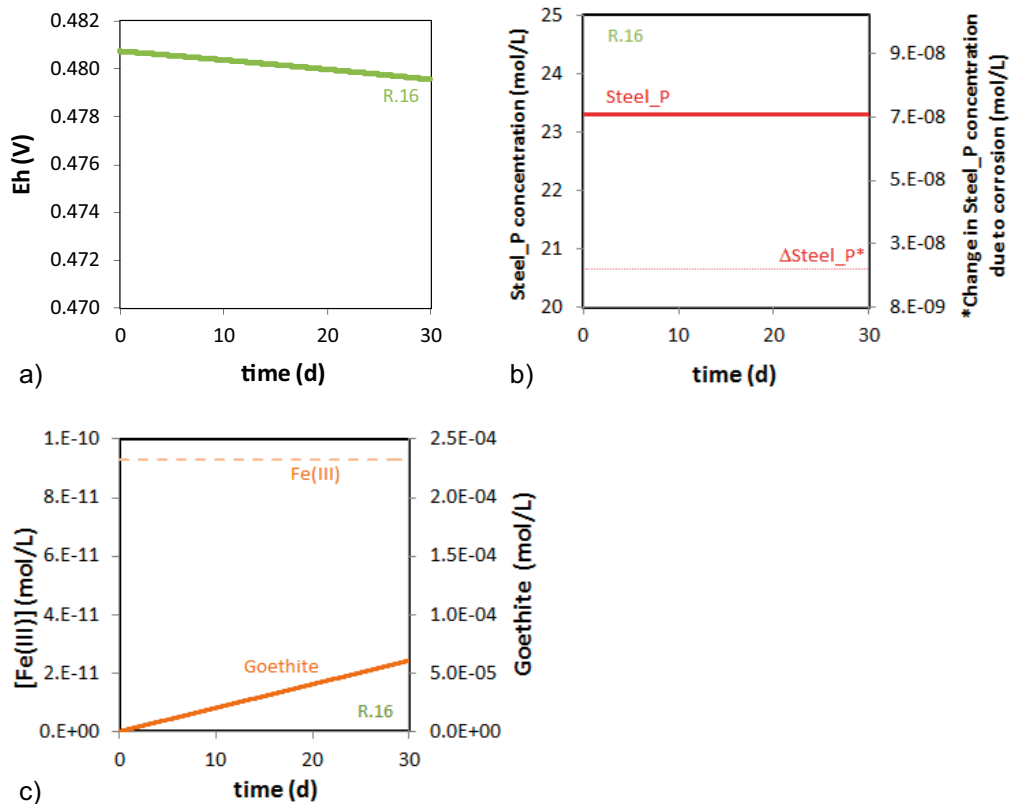 0.482
0.480
0.478
0.476
0.474
0.472
0.470
Eh (V)
R.16
0 10 20 30
time (d)
a)
25
24
23
22
21
20
Steel_P concentration (mol/L)
R.16
Steel_P
ΔSteel_P*
9.E-08
7.E-08
5.E-08
3.E-08
8.E-09
*Change in Steel_P concentration
due to corrosion (mol/L)
0 10 20 30
time (d)
b)
1.E-10
8.E-11
6.E-11
4.E-11
2.E-11
0.E+00
[Fe(III)] (mol/L)
Fe(III)
Goethite
R.16
2.5E-04
2.0E-04
1.5E-04
1.0E-04
5.0E-05
0.0E+00
Goethite (mol/L)
0 10 20 30
time (d)
c)